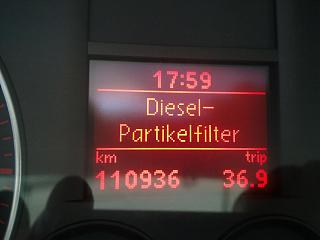 17:59
Diesel-
Partikelfilter
km trip
110936 36.9